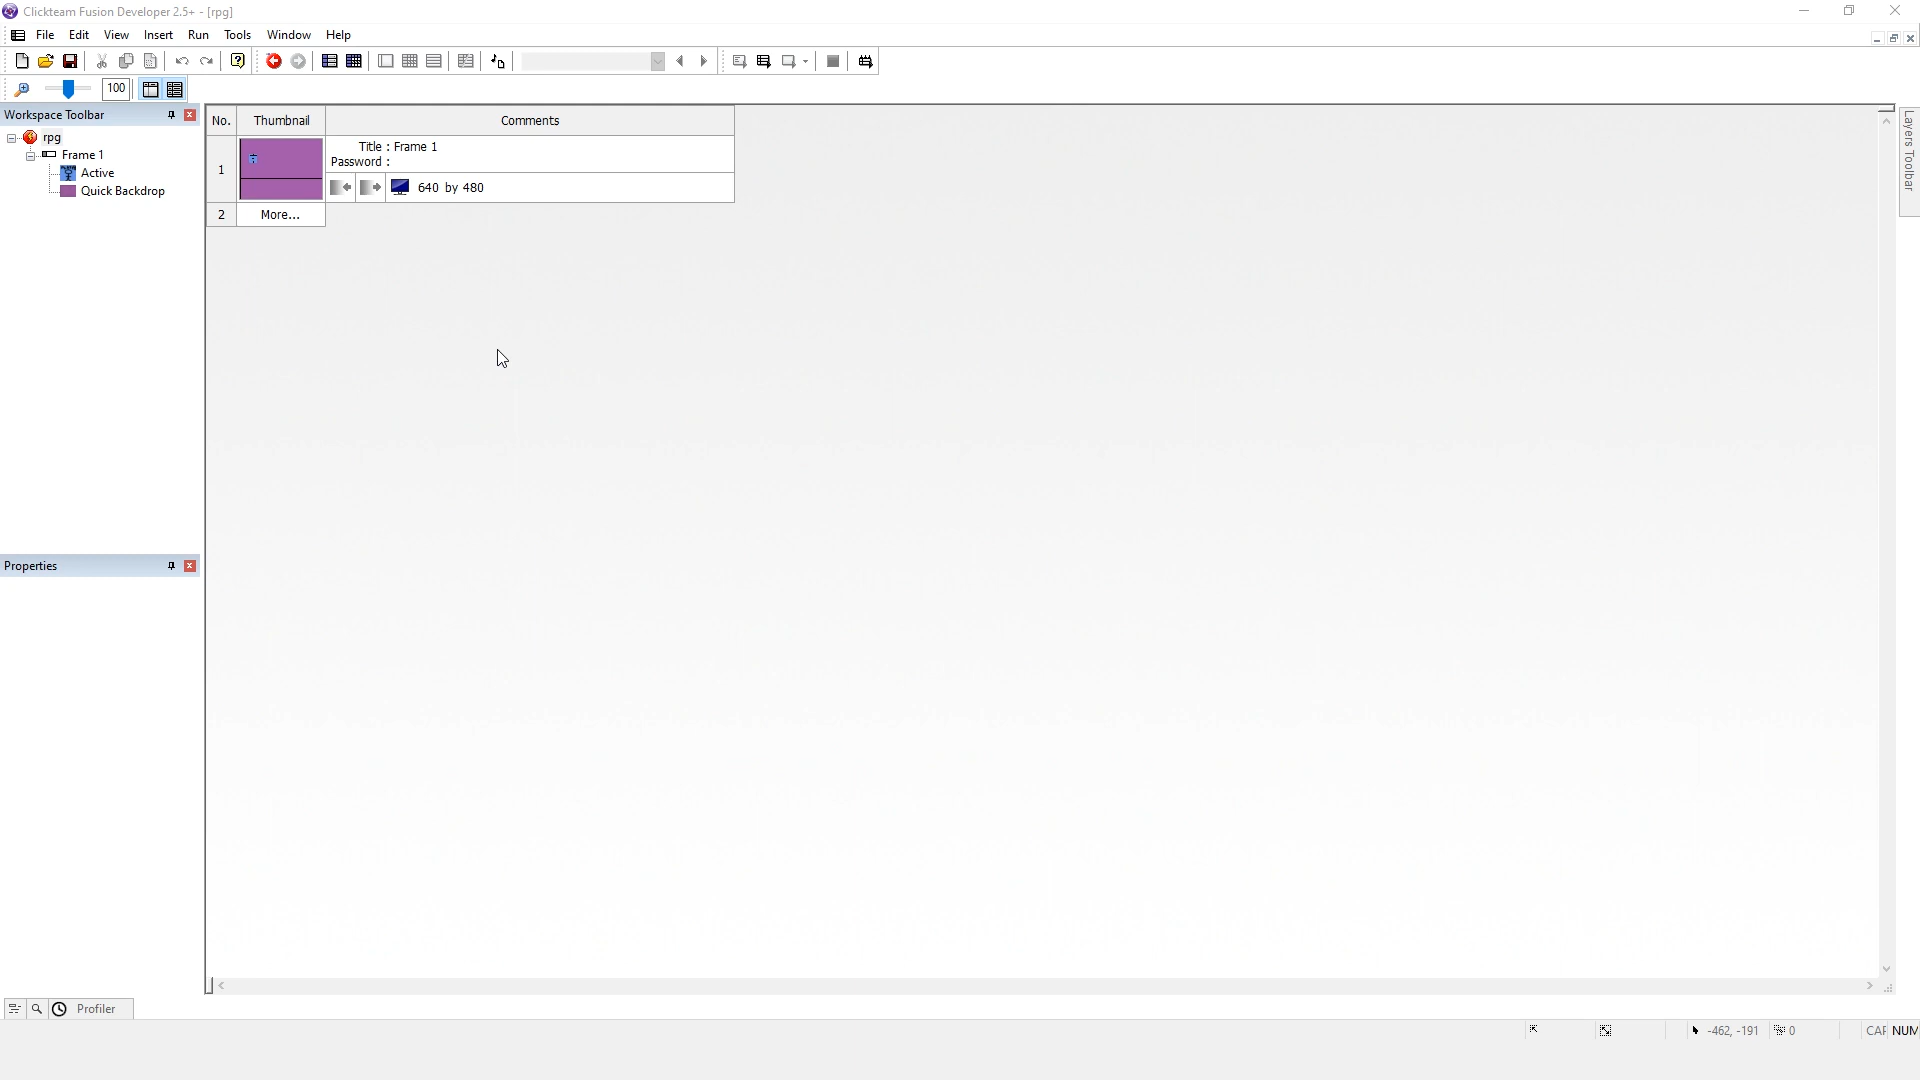 Clickteam Fusion Developer 2.5+ - [rpg]
File Edit View Insert Run Tools Window Help
100
Workspace Toolbar
rpg
Frame 1
Active
Quick Backdrop
No. Thumbnail Comments
1 Title : Frame 1
Password :
640 by 480
2 More...
Layers Toolbar
Properties
Profiler
-462, -191 0 CAP NUM